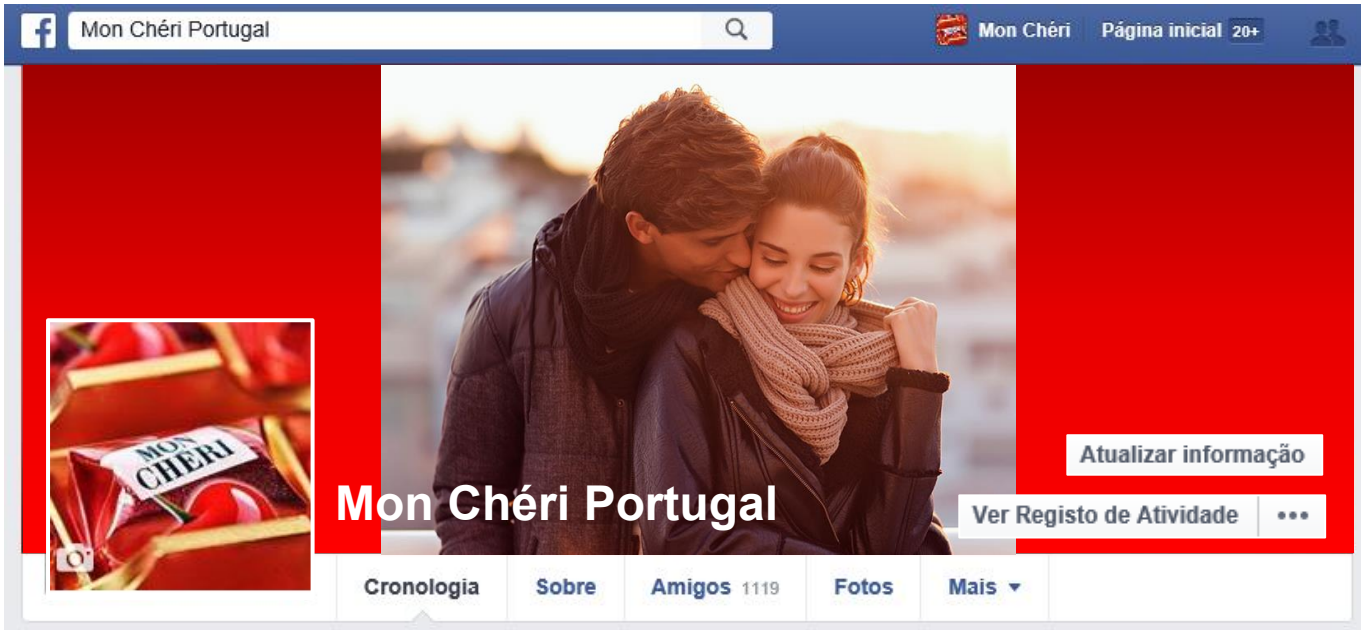 f
Mon Chéri Portugal
Mon Chéri
Página inicial 20+
MON
CHERI
Mon Chéri Portugal
Atualizar informação
Ver Registo de Atividade
Cronologia
Sobre
Amigos 1119
Fotos
Mais